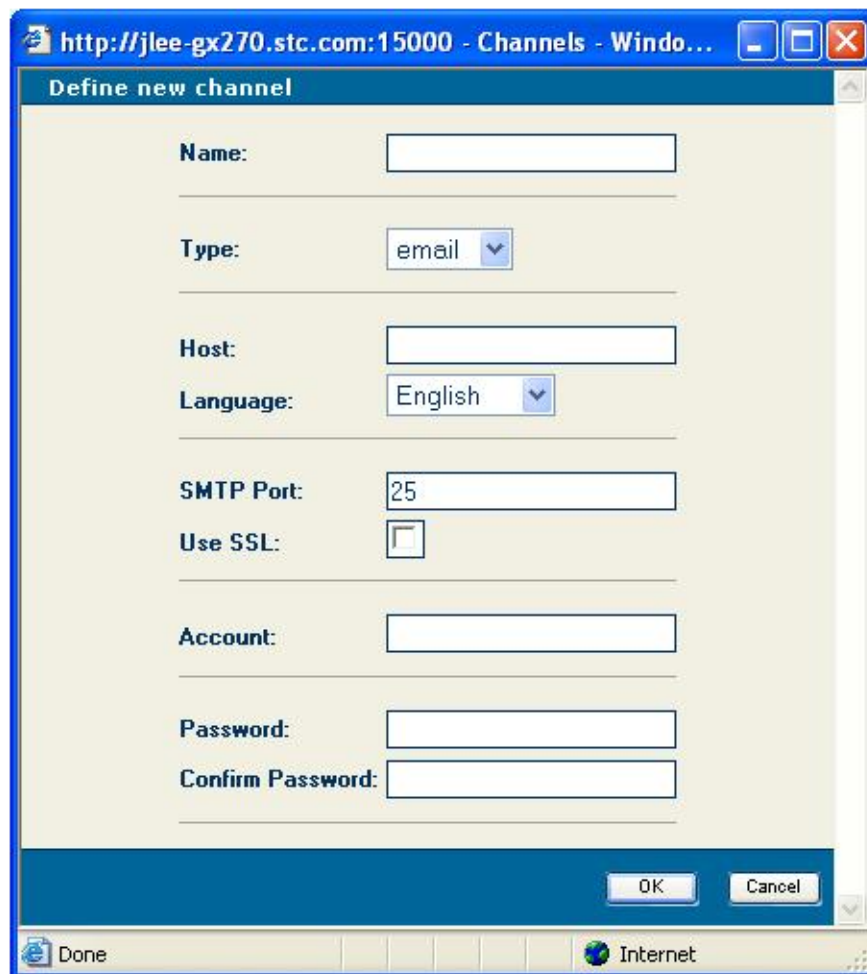 http://jlee-gx270.stc.com:15000 - Channels - Windo...
Define new channel
Name:
Type: email
Host:
Language: English
SMTP Port: 25
Use SSL:
Account:
Password:
Confirm Password:
OK Cancel
Done Internet